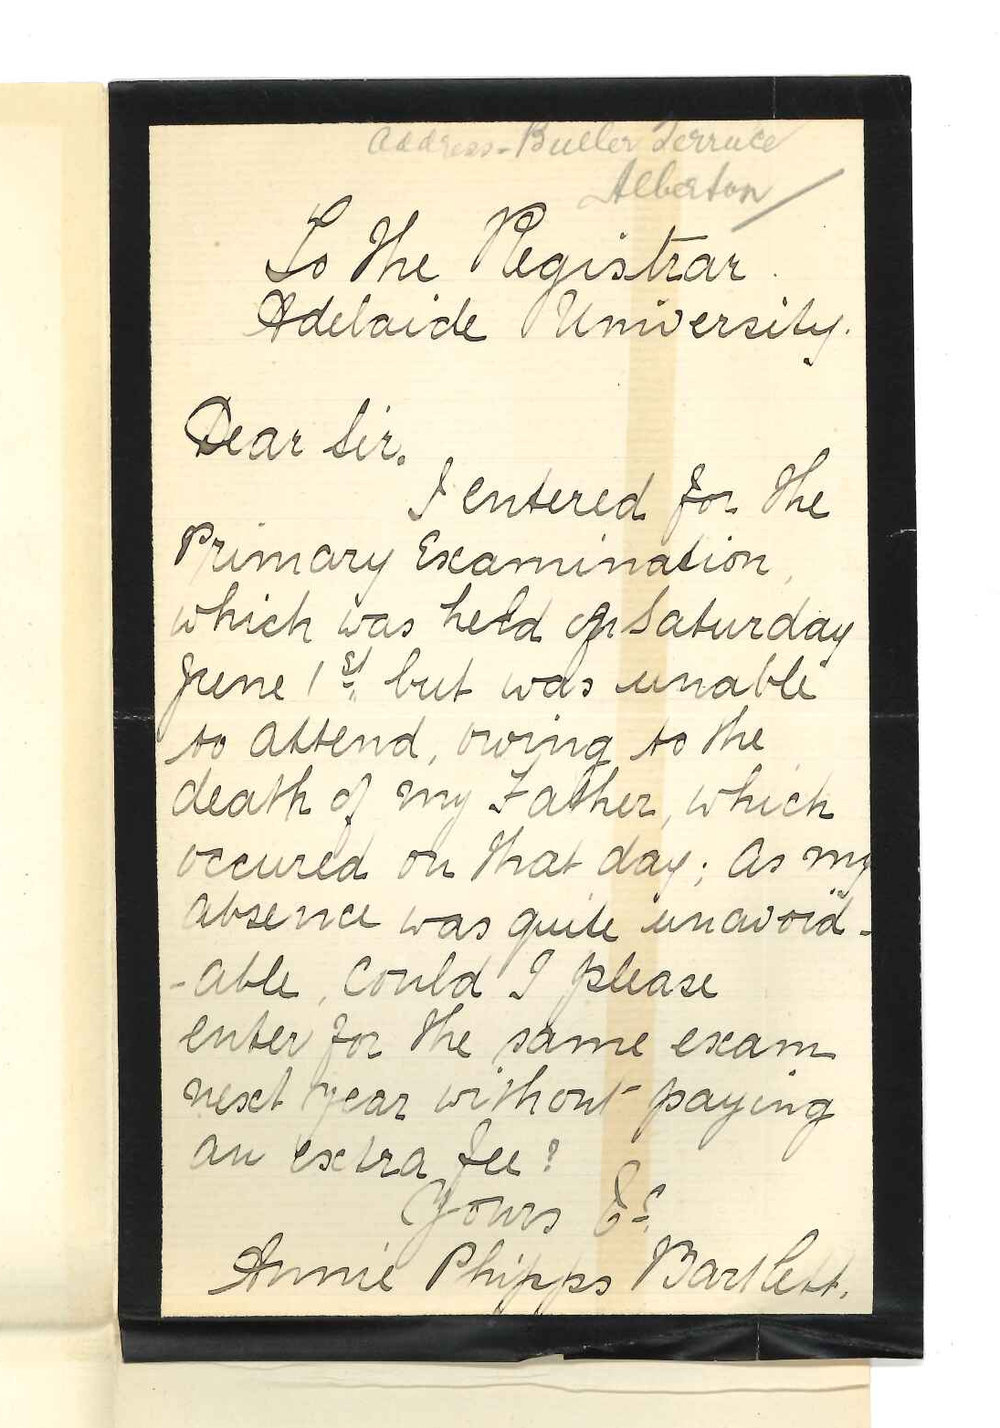 Address - Buller Terrace
Alberton
To the Registrar.
Adelaide University.
Dear Sir.
I entered for the
Primary Examination,
which was held on Saturday
June 1st. but was unable
to attend, owing to the
death of my Father, which
occured on that day; As my
absence was quite unavoid-
-able, Could I please
enter for the same exam
next year without paying
an extra fee?
Yours Etc.
Annie Phipps Bartlett.